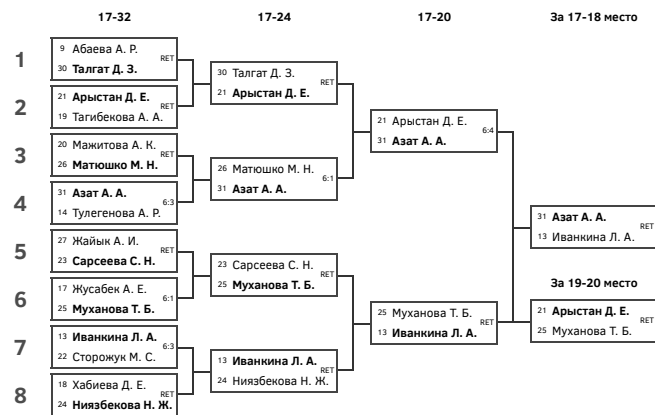 17-32
17-24
17-20
За 17-18 место
1
9 Абаева А. Р.
30 Талгат Д. З.
RET
2
21 Арыстан Д. Е.
19 Тагибекова А. А.
RET
3
20 Мажитова А. К.
26 Матюшко М. Н.
RET
4
31 Азат А. А.
14 Тулегенова А. Р.
6:3
5
27 Жайык А. И.
23 Сарсеева С. Н.
RET
6
17 Жусабек А. Е.
25 Муханова Т. Б.
6:1
7
13 Иванкина Л. А.
22 Сторожук М. С.
6:3
8
18 Хабиева Д. Е.
24 Ниязбекова Н. Ж.
RET
30 Талгат Д. З.
21 Арыстан Д. Е.
RET
26 Матюшко М. Н.
31 Азат А. А.
6:1
23 Сарсеева С. Н.
25 Муханова Т. Б.
RET
13 Иванкина Л. А.
24 Ниязбекова Н. Ж.
RET
21 Арыстан Д. Е.
31 Азат А. А.
6:4
25 Муханова Т. Б.
13 Иванкина Л. А.
RET
31 Азат А. А.
13 Иванкина Л. А.
RET
За 19-20 место
21 Арыстан Д. Е.
25 Муханова Т. Б.
RET